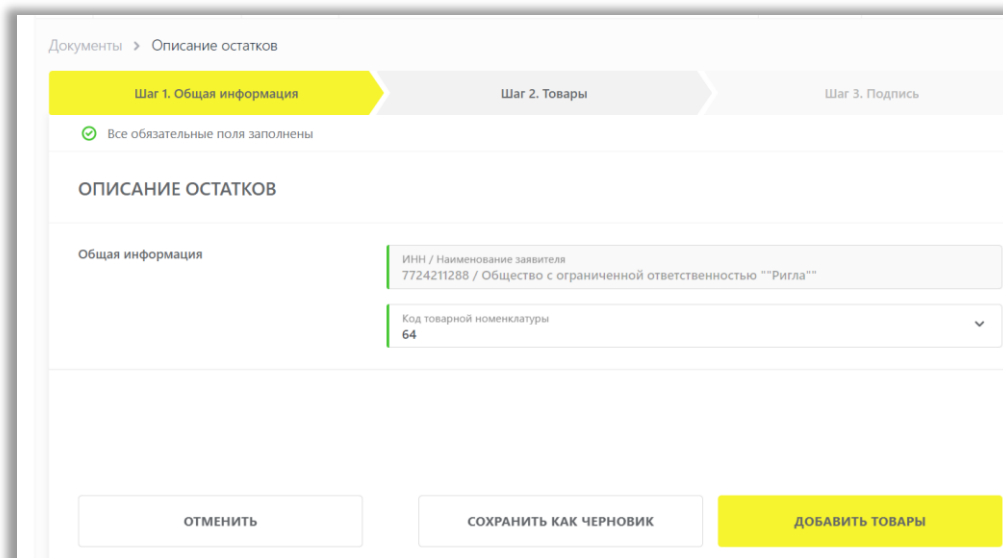 Документы > Описание остатков
Шаг 1. Общая информация
Шаг 2. Товары
Шаг 3. Подпись
Все обязательные поля заполнены
ОПИСАНИЕ ОСТАТКОВ
Общая информация
ИНН / Наименование заявителя
7724211288 / Общество с ограниченной ответственностью ""Ригла""
Код товарной номенклатуры
64
ОТМЕНИТЬ
СОХРАНИТЬ КАК ЧЕРНОВИК
ДОБАВИТЬ ТОВАРЫ